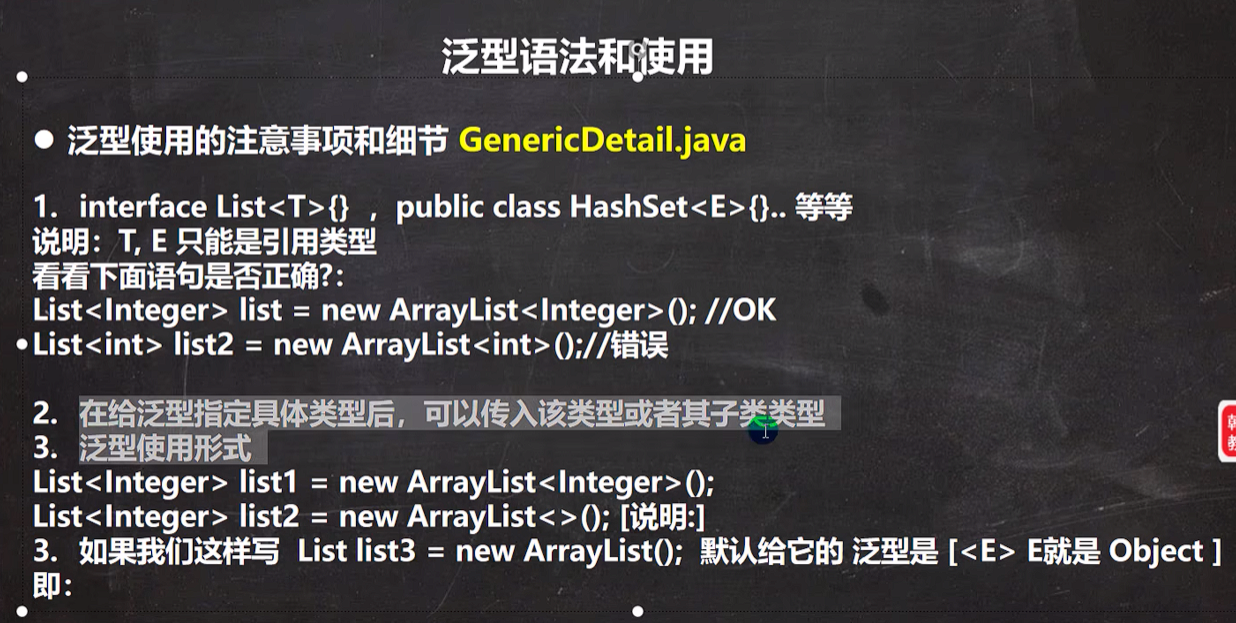 泛型语法和使用
● 泛型使用的注意事项和细节 GenericDetail.java
1. interface List<T>{} , public class HashSet<E>{}.. 等等
说明：T, E 只能是引用类型
看看下面语句是否正确?：
List<Integer> list = new ArrayList<Integer>(); //OK
List<int> list2 = new ArrayList<int>();//错误
2. 在给泛型指定具体类型后，可以传入该类型或者其子类类型
3. 泛型使用形式
List<Integer> list1 = new ArrayList<Integer>();
List<Integer> list2 = new ArrayList<>(); [说明:]
3. 如果我们这样写 List list3 = new ArrayList(); 默认给它的 泛型是 [<E> E就是 Object ]
即：